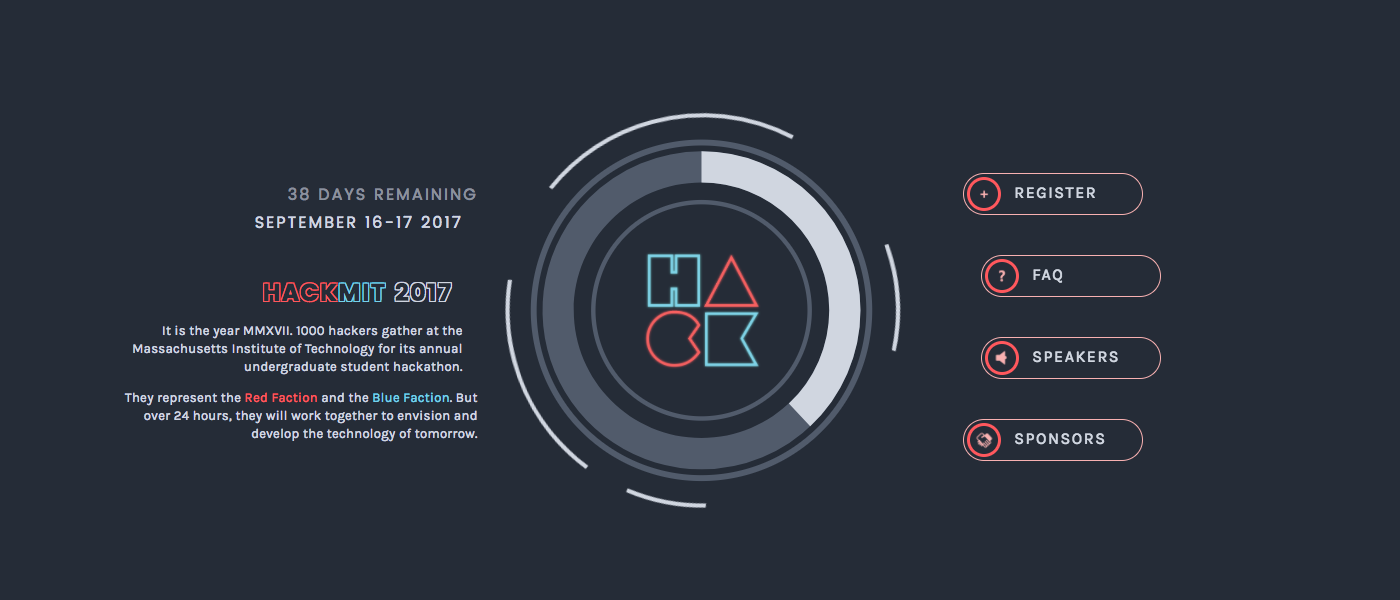 38 DAYS REMAINING
SEPTEMBER 16-17 2017
HACKMIT 2017
It is the year MMXVII. 1000 hackers gather at the
Massachusetts Institute of Technology for its annual
undergraduate student hackathon.
They represent the Red Faction and the Blue Faction. But
over 24 hours, they will work together to envision and
develop the technology of tomorrow.
HACK
+ REGISTER
? FAQ
SPEAKERS
SPONSORS